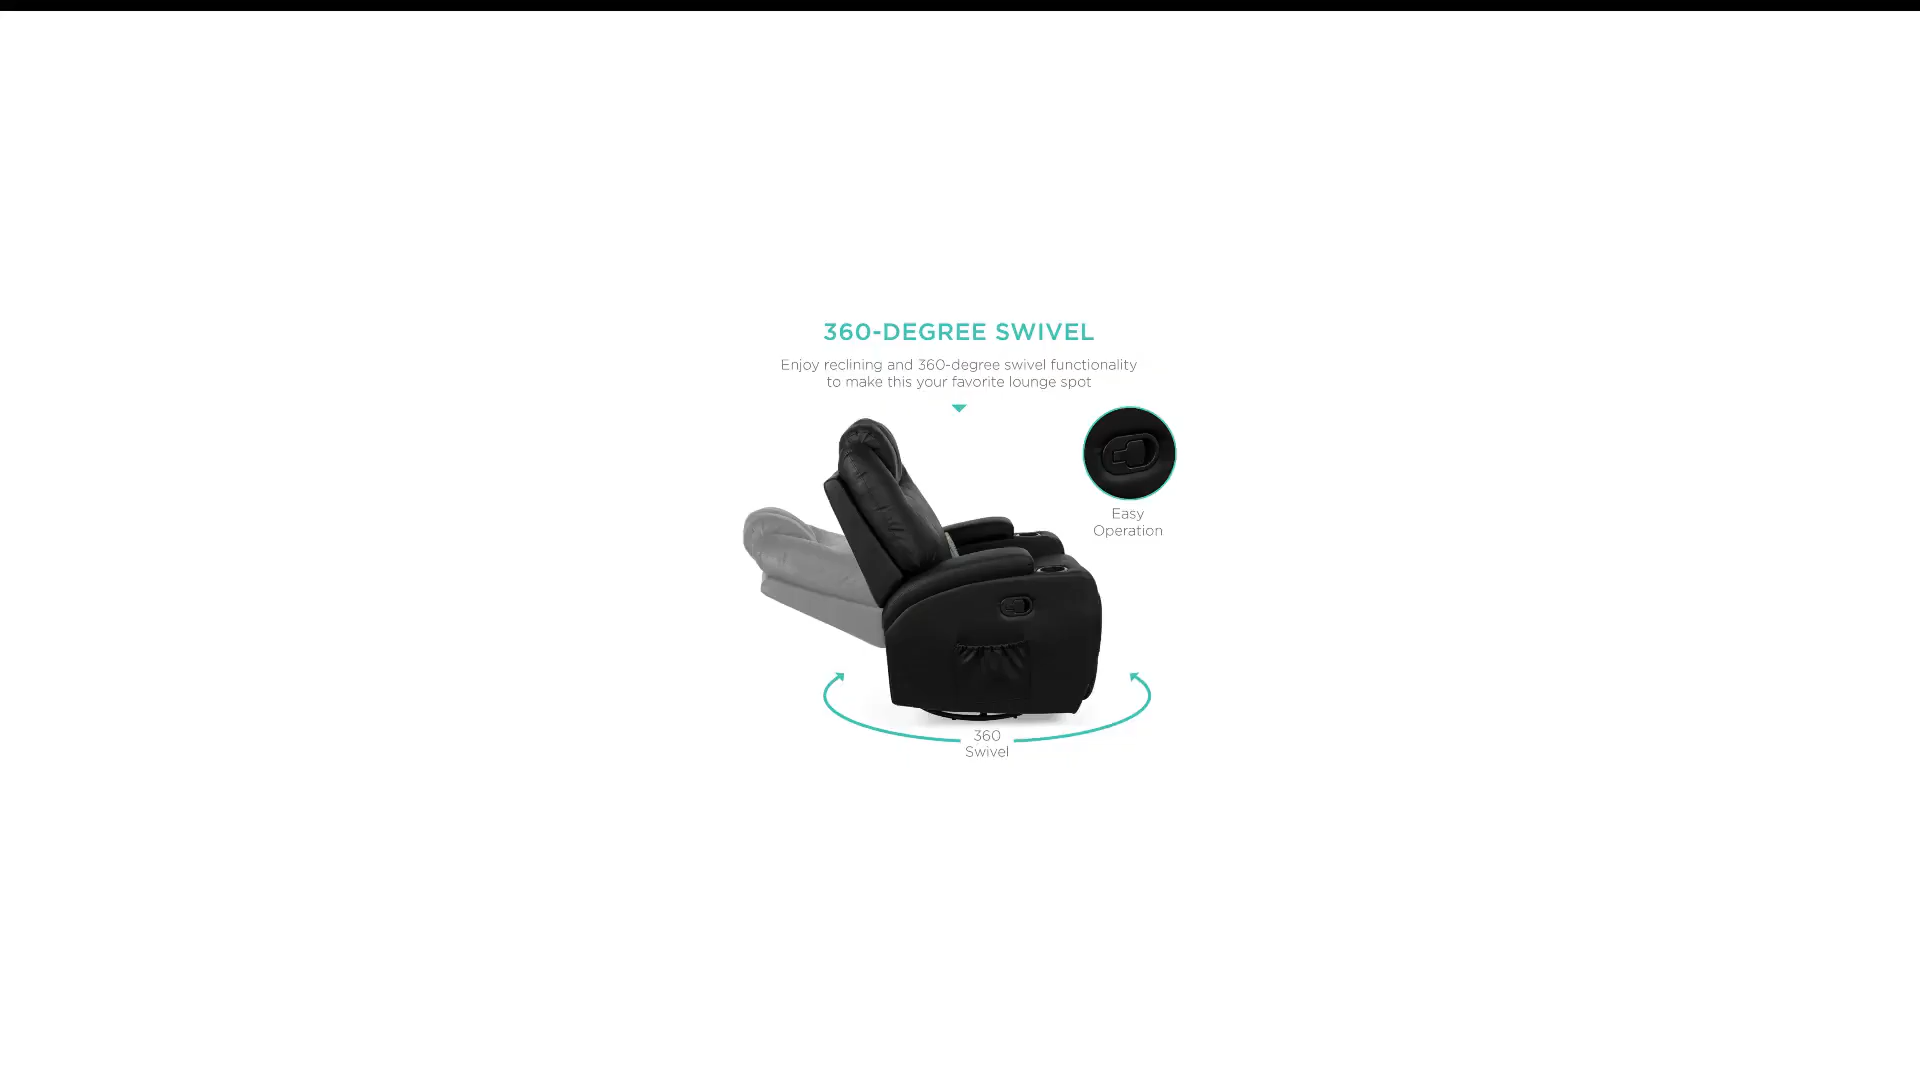 360-DEGREE SWIVEL
Enjoy reclining and 360-degree swivel functionality
to make this your favorite lounge spot
Easy
Operation
360
Swivel